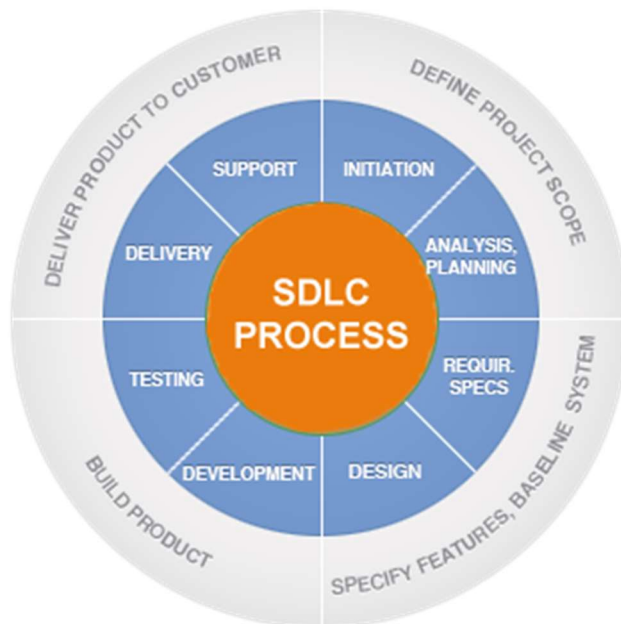 DELIVER PRODUCT TO CUSTOMER
DEFINE PROJECT SCOPE
SUPPORT
INITIATION
DELIVERY
ANALYSIS,
PLANNING
SDLC
PROCESS
TESTING
REQUIR.
SPECS
DEVELOPMENT
DESIGN
BUILD PRODUCT
SPECIFY FEATURES, BASELINE SYSTEM